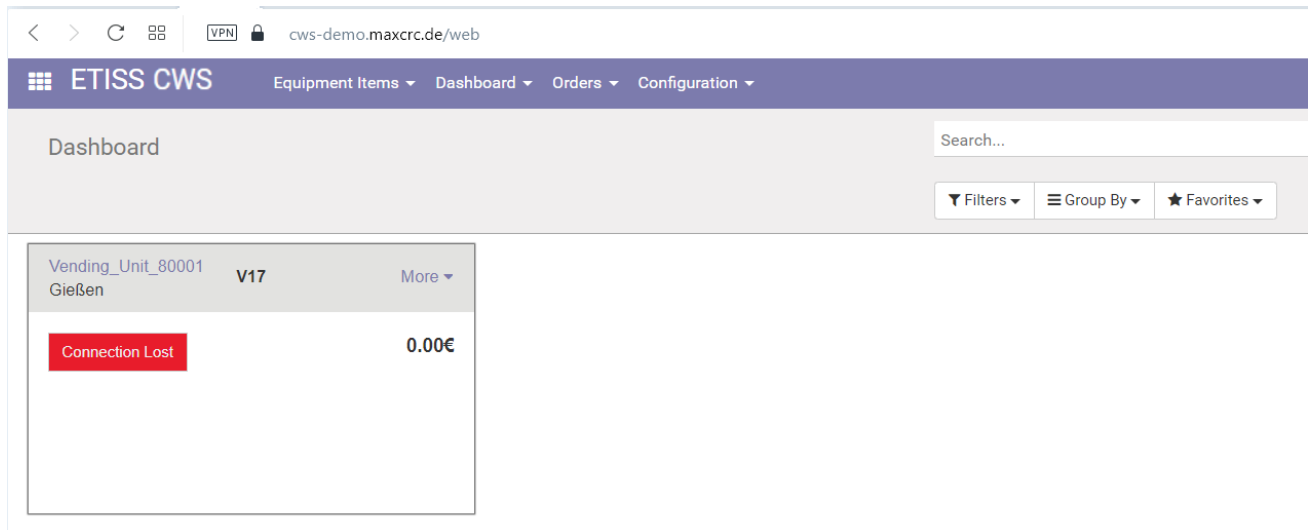 VPN cws-demo.maxcrc.de/web
ETISS CWS Equipment Items Dashboard Orders Configuration
Dashboard
Search...
Filters Group By Favorites
Vending_Unit_80001 V17 More
Gießen
Connection Lost 0.00€